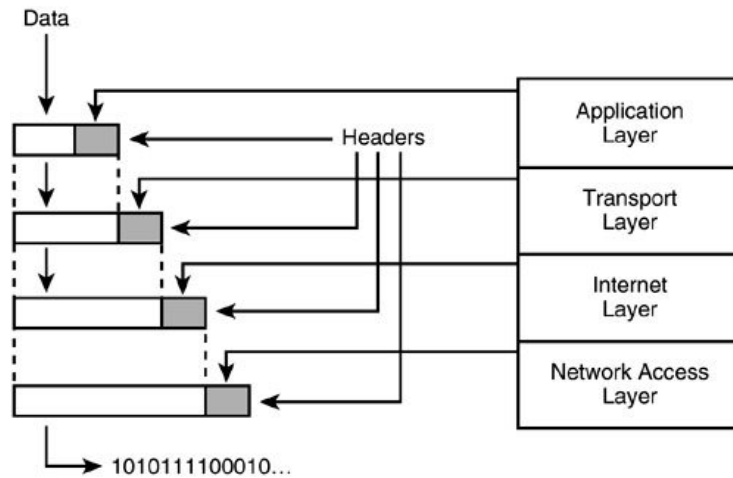 Data
Application
Layer
Headers
Transport
Layer
Internet
Layer
Network Access
Layer
1010111100010...